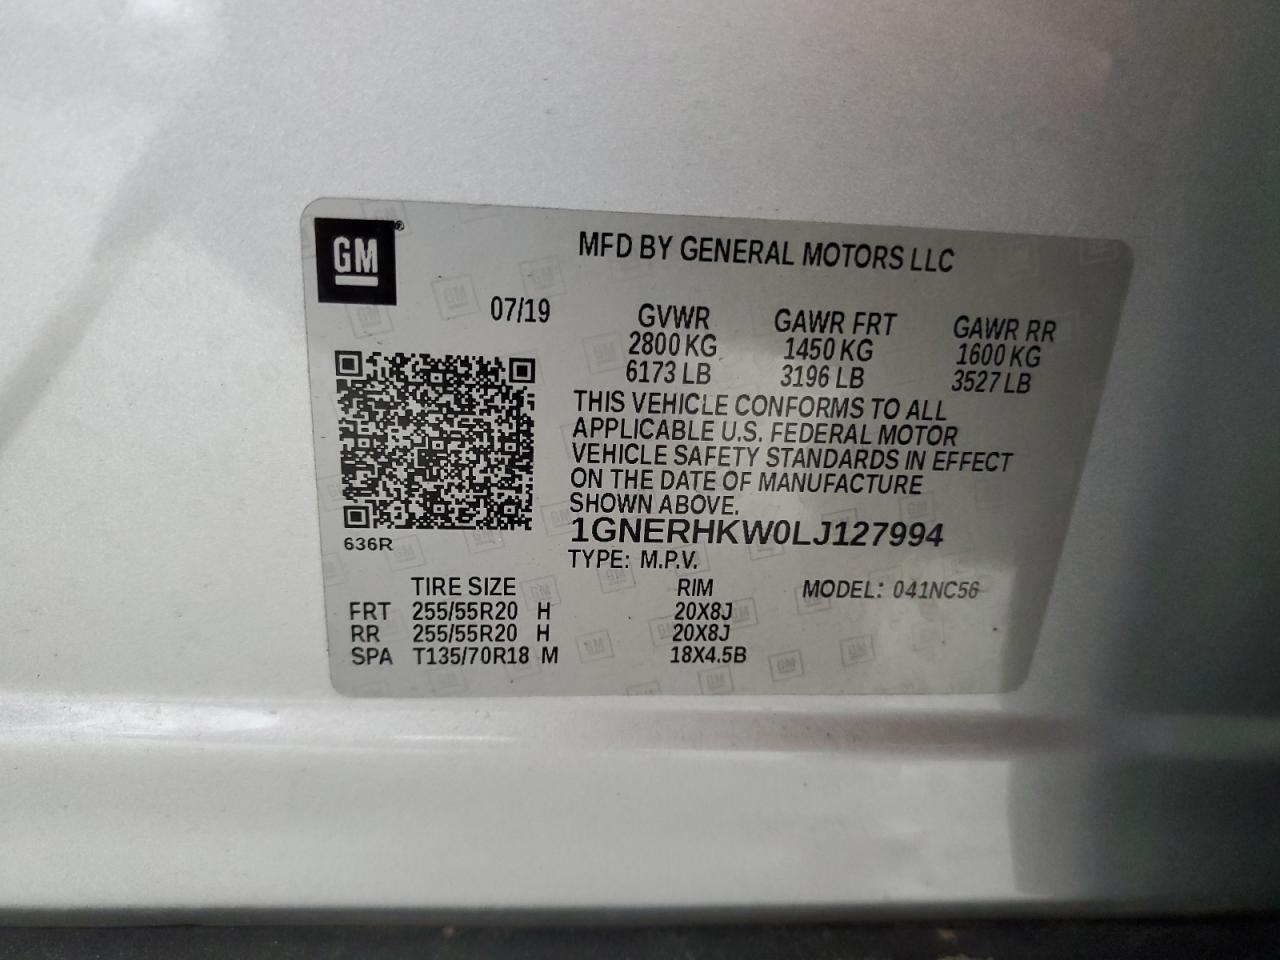 GM®
MFD BY GENERAL MOTORS LLC
07/19
GVWR GAWR FRT GAWR RR
2800 KG 1450 KG 1600 KG
6173 LB 3196 LB 3527 LB
THIS VEHICLE CONFORMS TO ALL
APPLICABLE U.S. FEDERAL MOTOR
VEHICLE SAFETY STANDARDS IN EFFECT
ON THE DATE OF MANUFACTURE
SHOWN ABOVE.
1GNERHKW0LJ127994
636R
TYPE: M.P.V.
TIRE SIZE RIM MODEL: 041NC56
FRT 255/55R20 H 20X8J
RR 255/55R20 H 20X8J
SPA T135/70R18 M 18X4.5B